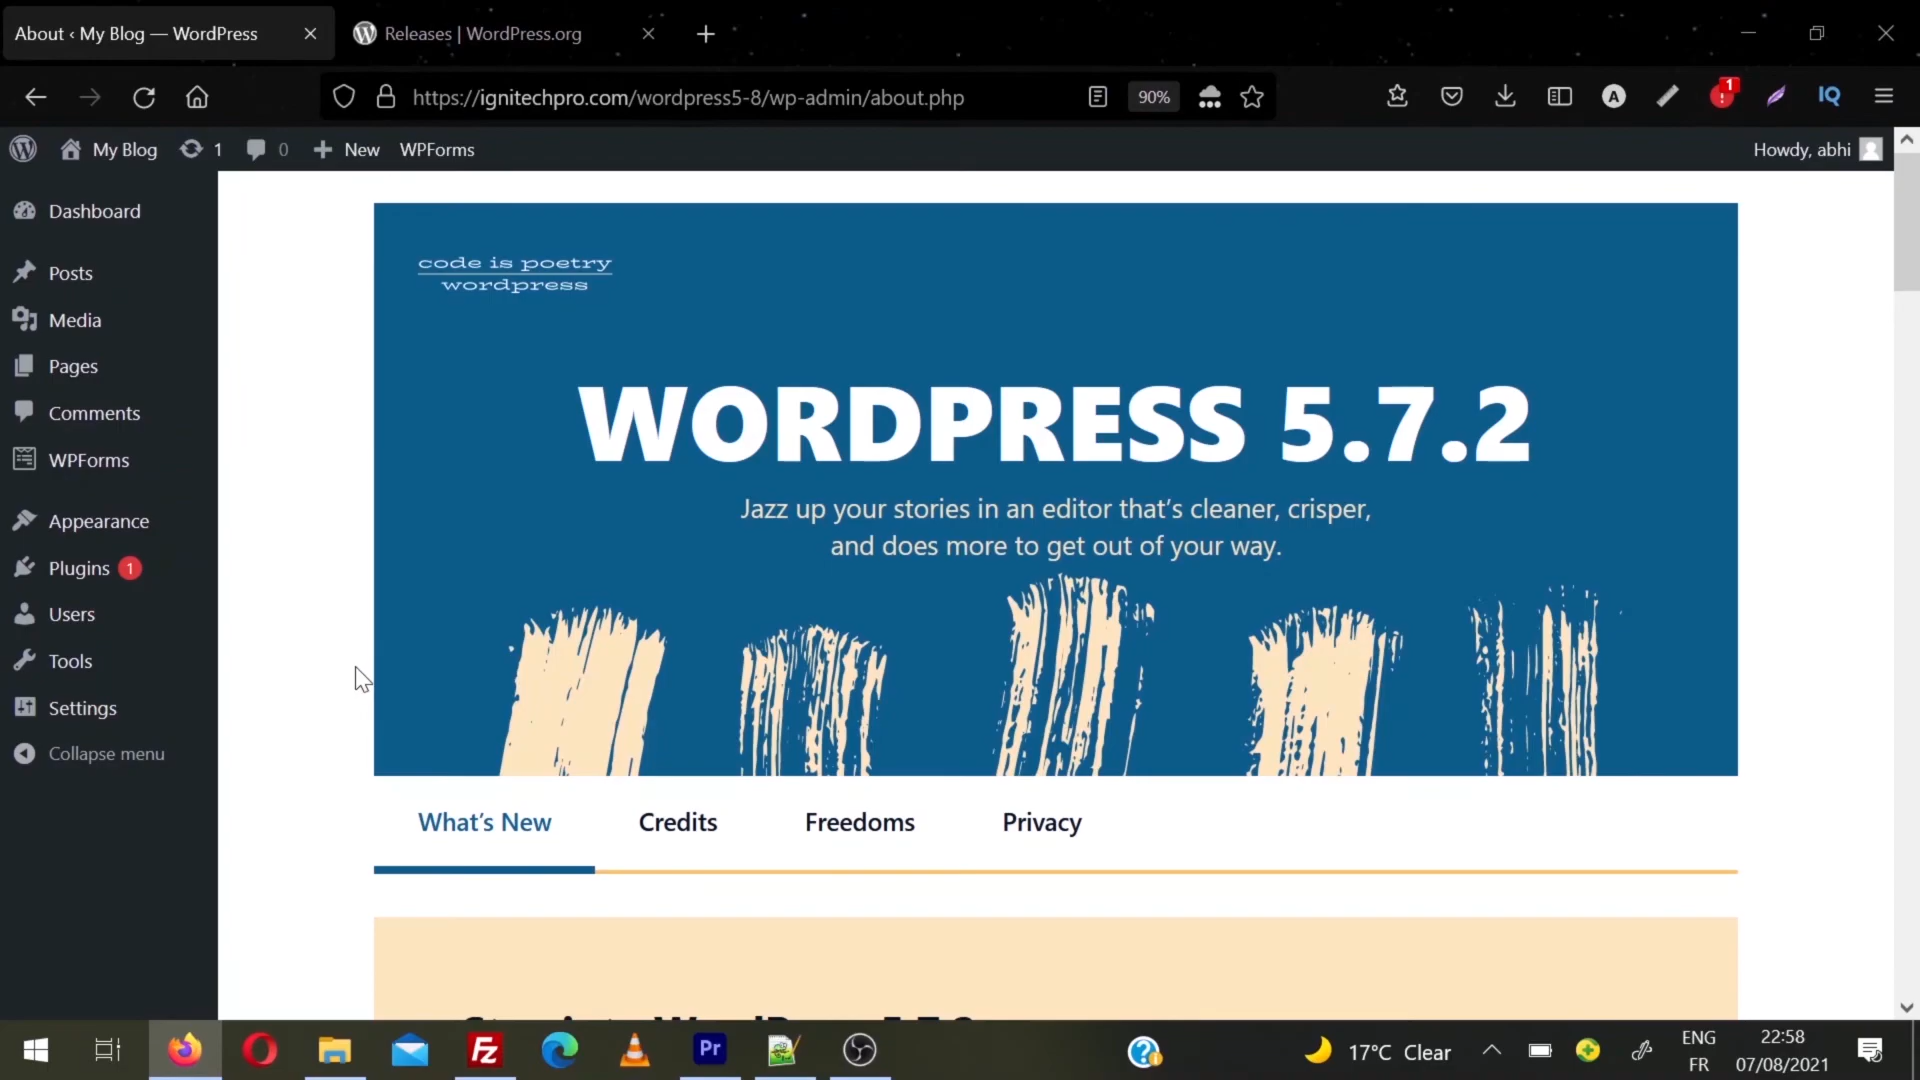 About ‹ My Blog — WordPress
Releases | WordPress.org
https://ignitechpro.com/wordpress5-8/wp-admin/about.php
90%
A
1
IQ
My Blog
1
0
New
WPForms
Howdy, abhi
Dashboard
Posts
Media
Pages
Comments
WPForms
Appearance
Plugins 1
Users
Tools
Settings
Collapse menu
code is poetry
wordpress
WORDPRESS 5.7.2
Jazz up your stories in an editor that’s cleaner, crisper,
and does more to get out of your way.
What’s New
Credits
Freedoms
Privacy
Fz
Pr
17°C Clear
ENG
FR
22:58
07/08/2021